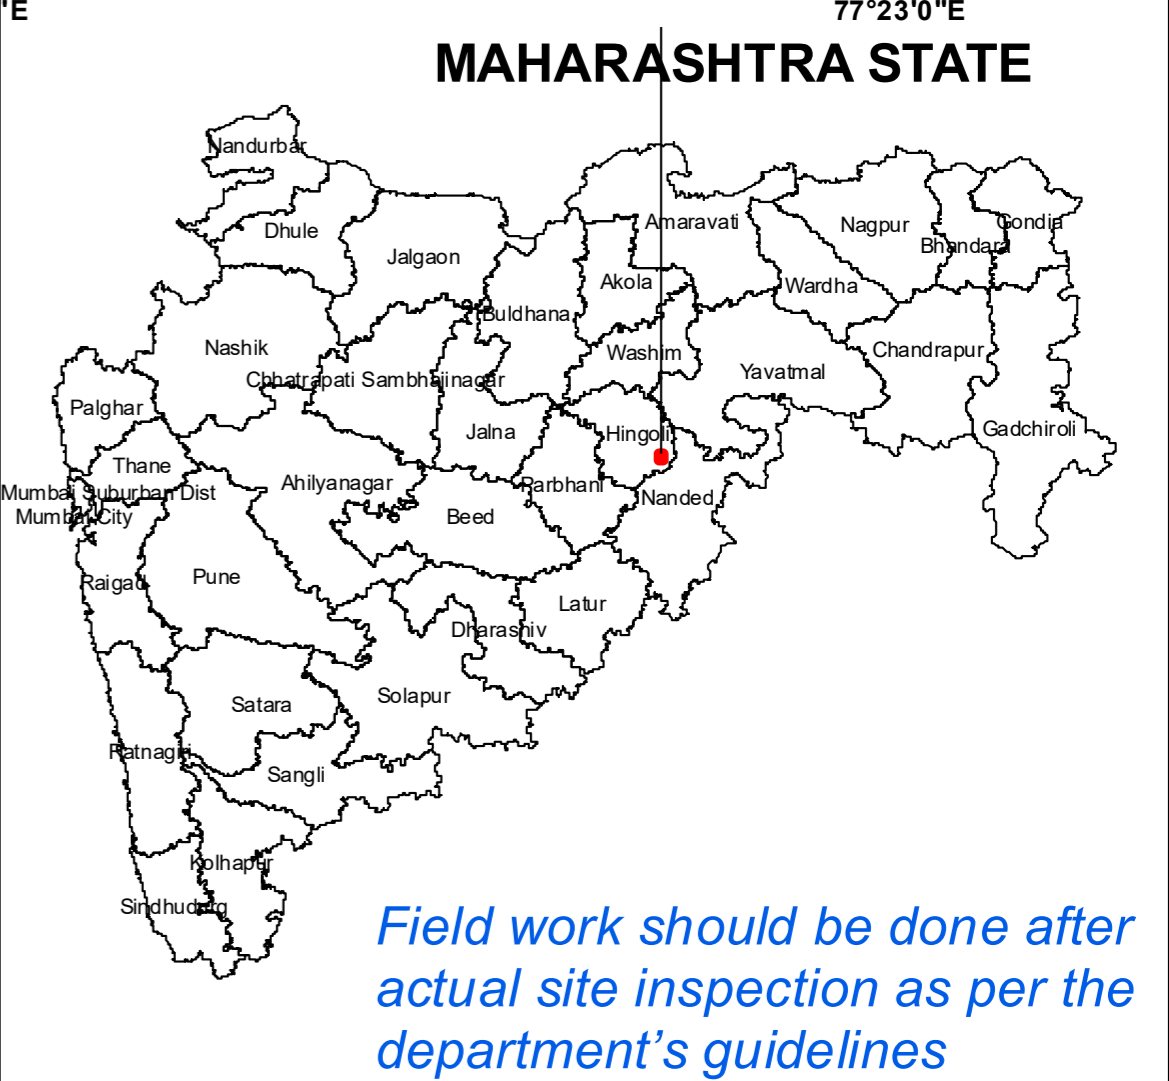 "E
77°23'0"E
MAHARASHTRA STATE
Nandurbar
Dhule
Jalgaon
Amaravati
Nagpur
Gondia
Bhandara
Akola
Wardha
Buldhana
Nashik
Washim
Chandrapur
Yavatmal
Chhatrapati Sambhajinagar
Palghar
Jalna
Hingoli
Gadchiroli
Thane
Ahilyanagar
Parbhani
Mumbai Suburban Dist
Nanded
Mumbai City
Beed
Raigad
Pune
Latur
Dharashiv
Solapur
Satara
Ratnagiri
Sangli
Kolhapur
Sindhudurg
Field work should be done after
actual site inspection as per the
department’s guidelines